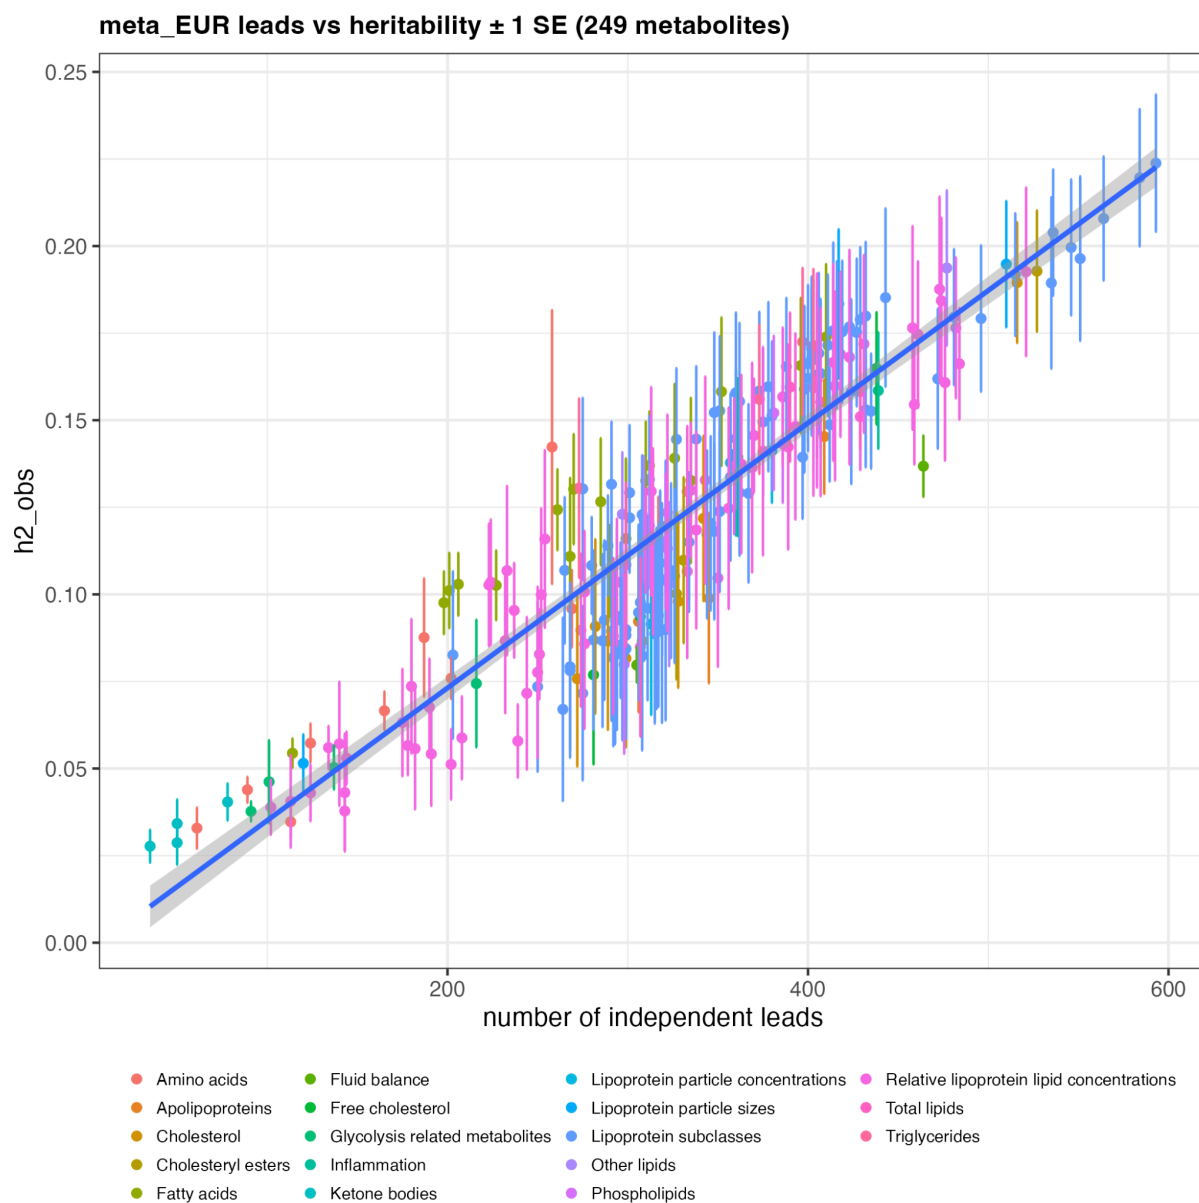 meta_EUR leads vs heritability ± 1 SE (249 metabolites)
0.25
0.20
0.15
0.10
0.05
0.00
h2_obs
200 400 600
number of independent leads
Amino acids
Apolipoproteins
Cholesterol
Cholesteryl esters
Fatty acids
Fluid balance
Free cholesterol
Glycolysis related metabolites
Inflammation
Ketone bodies
Lipoprotein particle concentrations
Lipoprotein particle sizes
Lipoprotein subclasses
Other lipids
Phospholipids
Relative lipoprotein lipid concentrations
Total lipids
Triglycerides